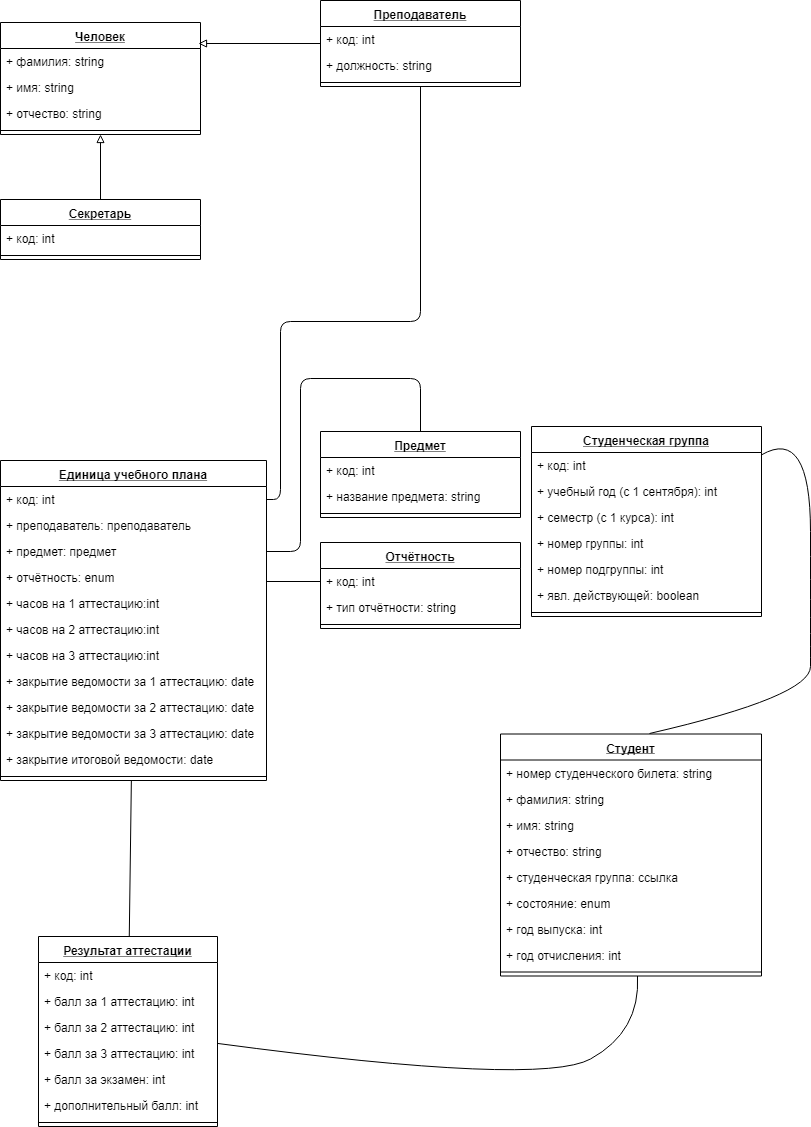 Человек
+ фамилия: string
+ имя: string
+ отчество: string
Преподаватель
+ код: int
+ должность: string
Секретарь
+ код: int
Единица учебного плана
+ код: int
+ преподаватель: преподаватель
+ предмет: предмет
+ отчётность: enum
+ часов на 1 аттестацию:int
+ часов на 2 аттестацию:int
+ часов на 3 аттестацию:int
+ закрытие ведомости за 1 аттестацию: date
+ закрытие ведомости за 2 аттестацию: date
+ закрытие ведомости за 3 аттестацию: date
+ закрытие итоговой ведомости: date
Предмет
+ код: int
+ название предмета: string
Отчётность
+ код: int
+ тип отчётности: string
Студенческая группа
+ код: int
+ учебный год (с 1 сентября): int
+ семестр (с 1 курса): int
+ номер группы: int
+ номер подгруппы: int
+ явл. действующей: boolean
Студент
+ номер студенческого билета: string
+ фамилия: string
+ имя: string
+ отчество: string
+ студенческая группа: ссылка
+ состояние: enum
+ год выпуска: int
+ год отчисления: int
Результат аттестации
+ код: int
+ балл за 1 аттестацию: int
+ балл за 2 аттестацию: int
+ балл за 3 аттестацию: int
+ балл за экзамен: int
+ дополнительный балл: int